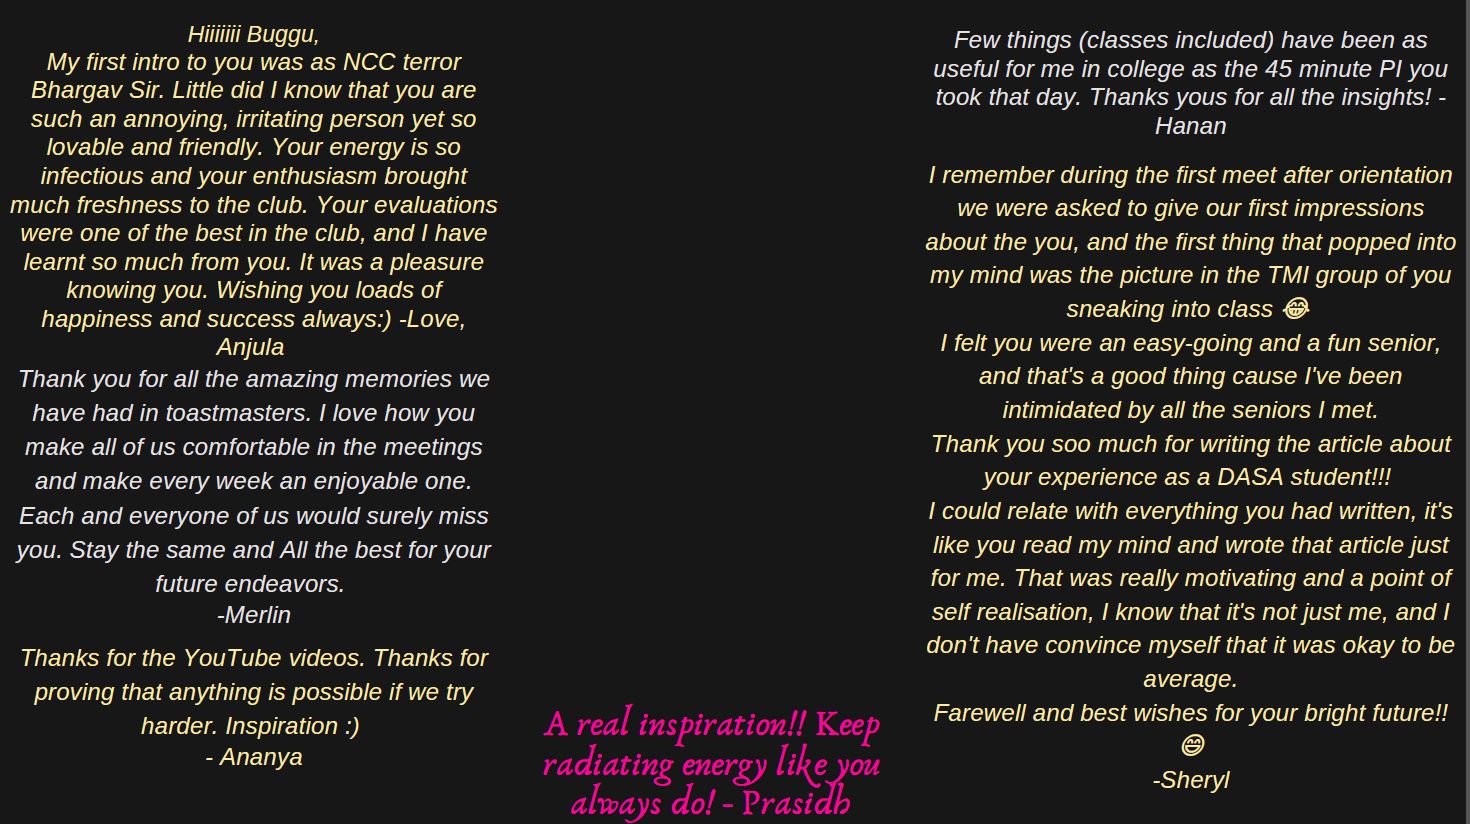 Hiiiiiii Buggu,
My first intro to you was as NCC terror
Bhargav Sir. Little did I know that you are
such an annoying, irritating person yet so
lovable and friendly. Your energy is so
infectious and your enthusiasm brought
much freshness to the club. Your evaluations
were one of the best in the club, and I have
learnt so much from you. It was a pleasure
knowing you. Wishing you loads of
happiness and success always:) -Love,
Anjula
Thank you for all the amazing memories we
have had in toastmasters. I love how you
make all of us comfortable in the meetings
and make every week an enjoyable one.
Each and everyone of us would surely miss
you. Stay the same and All the best for your
future endeavors.
-Merlin
Thanks for the YouTube videos. Thanks for
proving that anything is possible if we try
harder. Inspiration :)
- Ananya
A real inspiration!! Keep
radiating energy like you
always do! - Prasidh
Few things (classes included) have been as
useful for me in college as the 45 minute PI you
took that day. Thanks yous for all the insights! -
Hanan
I remember during the first meet after orientation
we were asked to give our first impressions
about the you, and the first thing that popped into
my mind was the picture in the TMI group of you
sneaking into class 😂
I felt you were an easy-going and a fun senior,
and that's a good thing cause I've been
intimidated by all the seniors I met.
Thank you soo much for writing the article about
your experience as a DASA student!!!
I could relate with everything you had written, it's
like you read my mind and wrote that article just
for me. That was really motivating and a point of
self realisation, I know that it's not just me, and I
don't have convince myself that it was okay to be
average.
Farewell and best wishes for your bright future!!
😄
-Sheryl